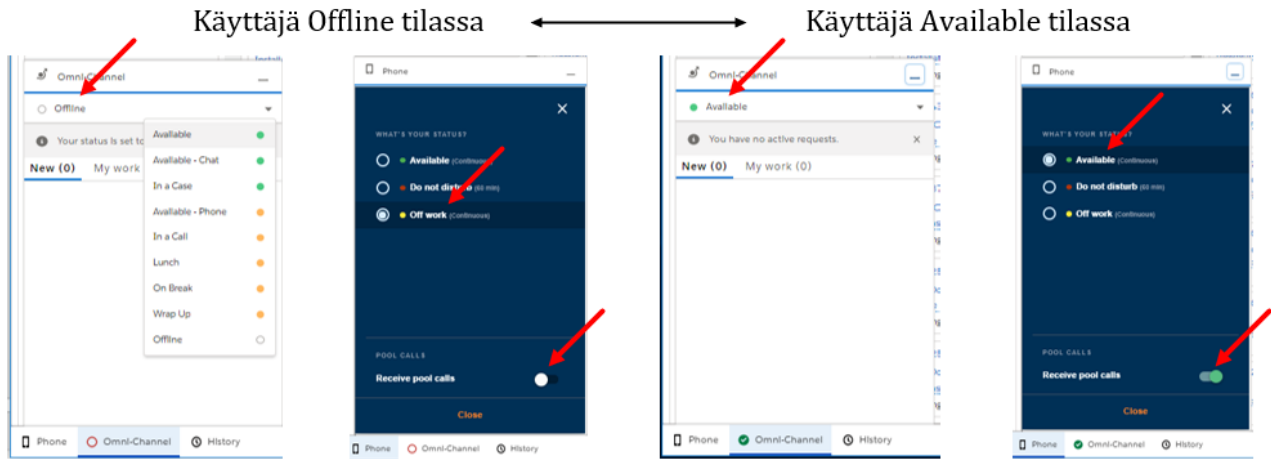 Käyttäjä Offline tilassa
Käyttäjä Available tilassa
Omni-Channel
Offline
Your status is set to
New (0) My work
Available
Available - Chat
In a Case
Available - Phone
In a Call
Lunch
On Break
Wrap Up
Offline
Phone Omni-Channel History
Phone
WHAT'S YOUR STATUS?
Available (Continuous)
Do not disturb (60 min)
Off work (Continuous)
POOL CALLS
Receive pool calls
Close
Phone Omni-Channel History
Omni-Channel
Available
You have no active requests.
New (0) My work (0)
Phone Omni-Channel History
Phone
WHAT'S YOUR STATUS?
Available (Continuous)
Do not disturb (60 min)
Off work (Continuous)
POOL CALLS
Receive pool calls
Close
Phone Omni-Channel History